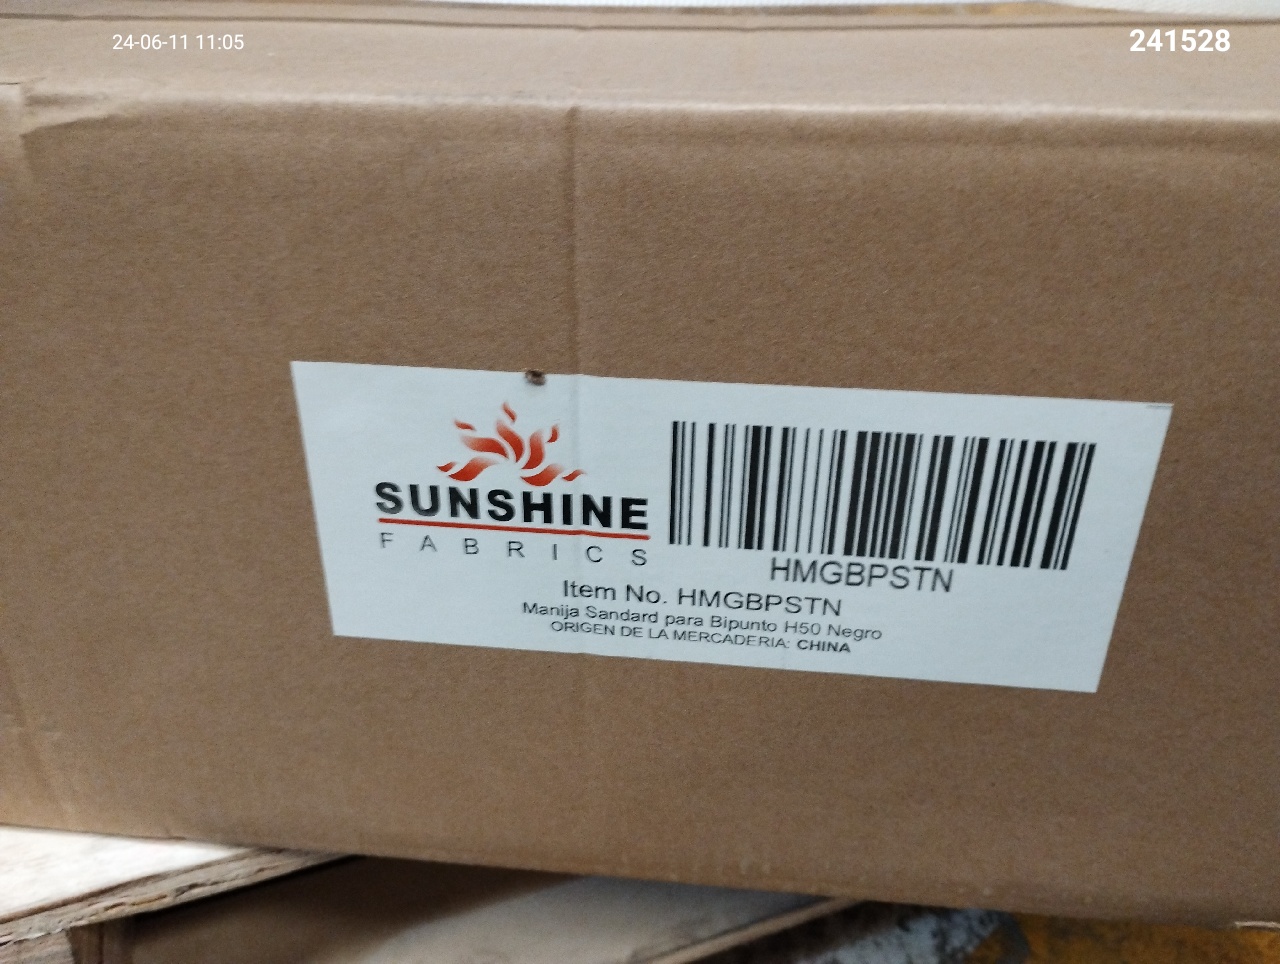 24-06-11 11:05
241528
SUNSHINE
FABRICS
HMGBPSTN
Item No. HMGBPSTN
Manija Sandard para Bipunto H50 Negro
ORIGEN DE LA MERCADERIA: CHINA